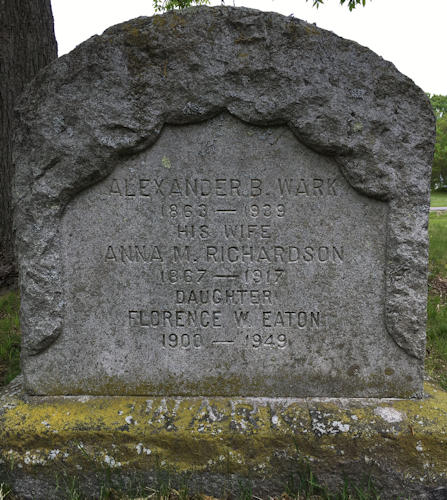 ALEXANDER B. WARK
1863 — 1939
HIS WIFE
ANNA M. RICHARDSON
1867 — 1917
DAUGHTER
FLORENCE W. EATON
1900 — 1949